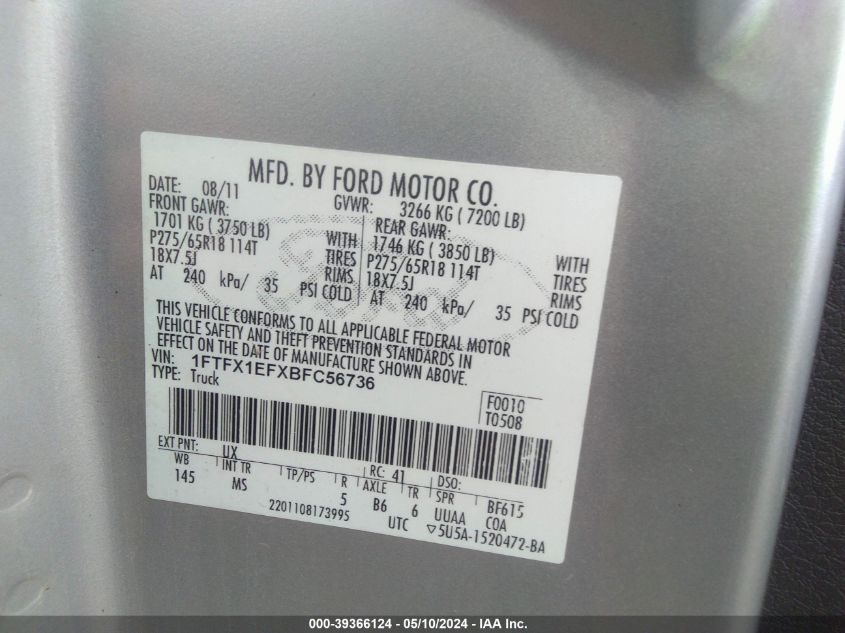 MFD. BY FORD MOTOR CO.
DATE: 08/11 GVWR: 3266 KG ( 7200 LB)
FRONT GAWR: REAR GAWR:
1701 KG ( 3750 LB) WITH 1746 KG ( 3850 LB) WITH
P275/65R18 114T TIRES P275/65R18 114T TIRES
18X7.5J RIMS 18X7.5J RIMS
AT 240 kPa/ 35 PSI COLD AT 240 kPa/ 35 PSI COLD
Ford
THIS VEHICLE CONFORMS TO ALL APPLICABLE FEDERAL MOTOR
VEHICLE SAFETY AND THEFT PREVENTION STANDARDS IN
EFFECT ON THE DATE OF MANUFACTURE SHOWN ABOVE.
VIN: 1FTFX1EFXBFC56736
TYPE: Truck
F0010
T0508
EXT PNT: UX RC: 41 DSO:
WB INT TR TP/PS R AXLE TR SPR BF615
145 MS 5 B6 6 UUAA COA
2201108173995 UTC ▽5U5A-1520472-BA
000-39366124 - 05/10/2024 - IAA Inc.